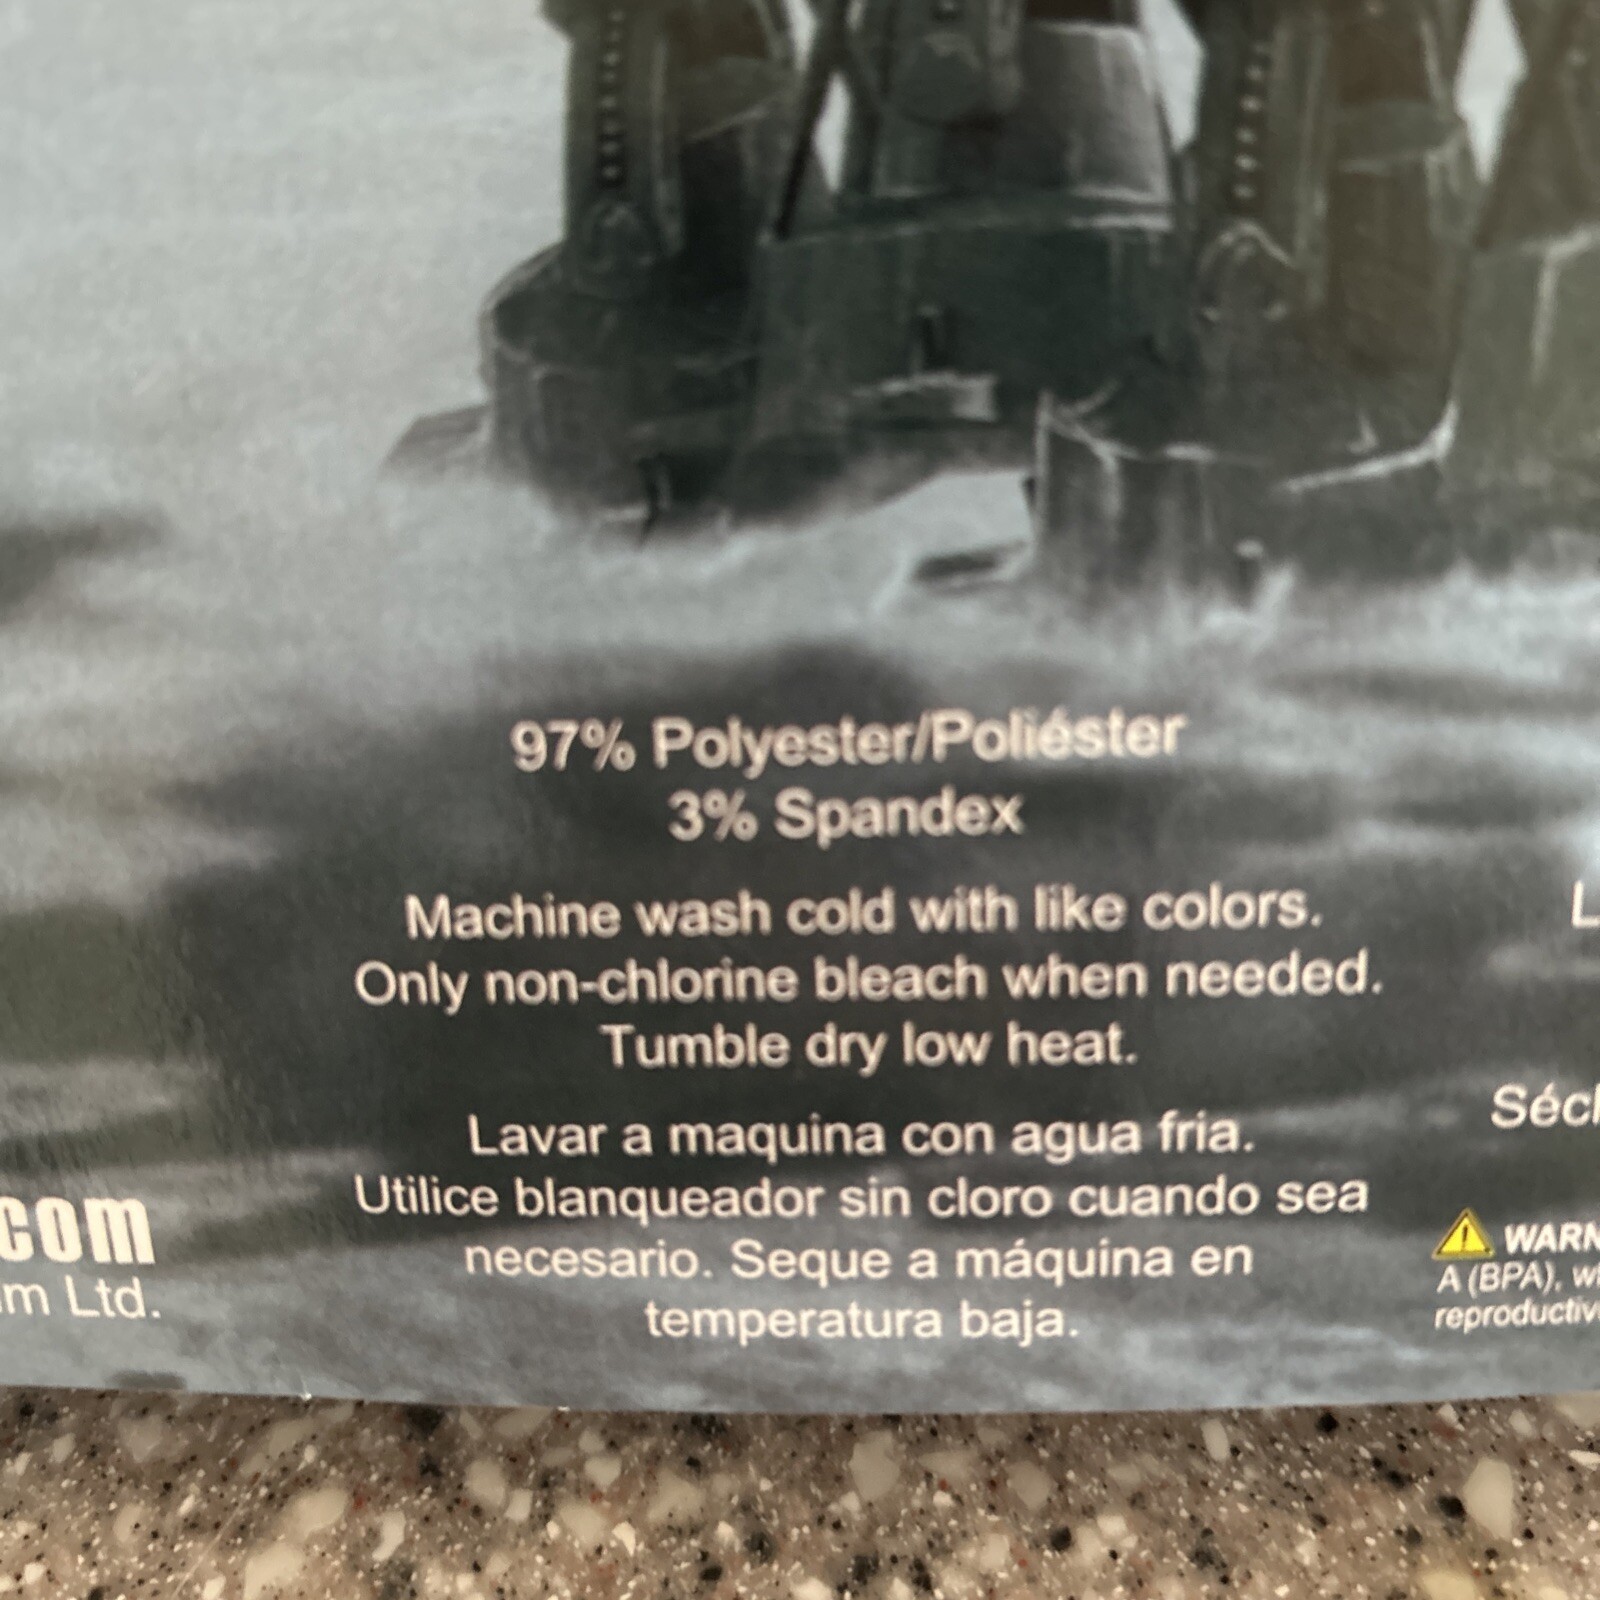 97% Polyester/Poliéster
3% Spandex
Machine wash cold with like colors.
Only non-chlorine bleach when needed.
Tumble dry low heat.
Lavar a maquina con agua fria.
Utilice blanqueador sin cloro cuando sea
necesario. Seque a máquina en
temperatura baja.
com
m Ltd.
L
Séc
WARN
A (BPA), w
reproductiv